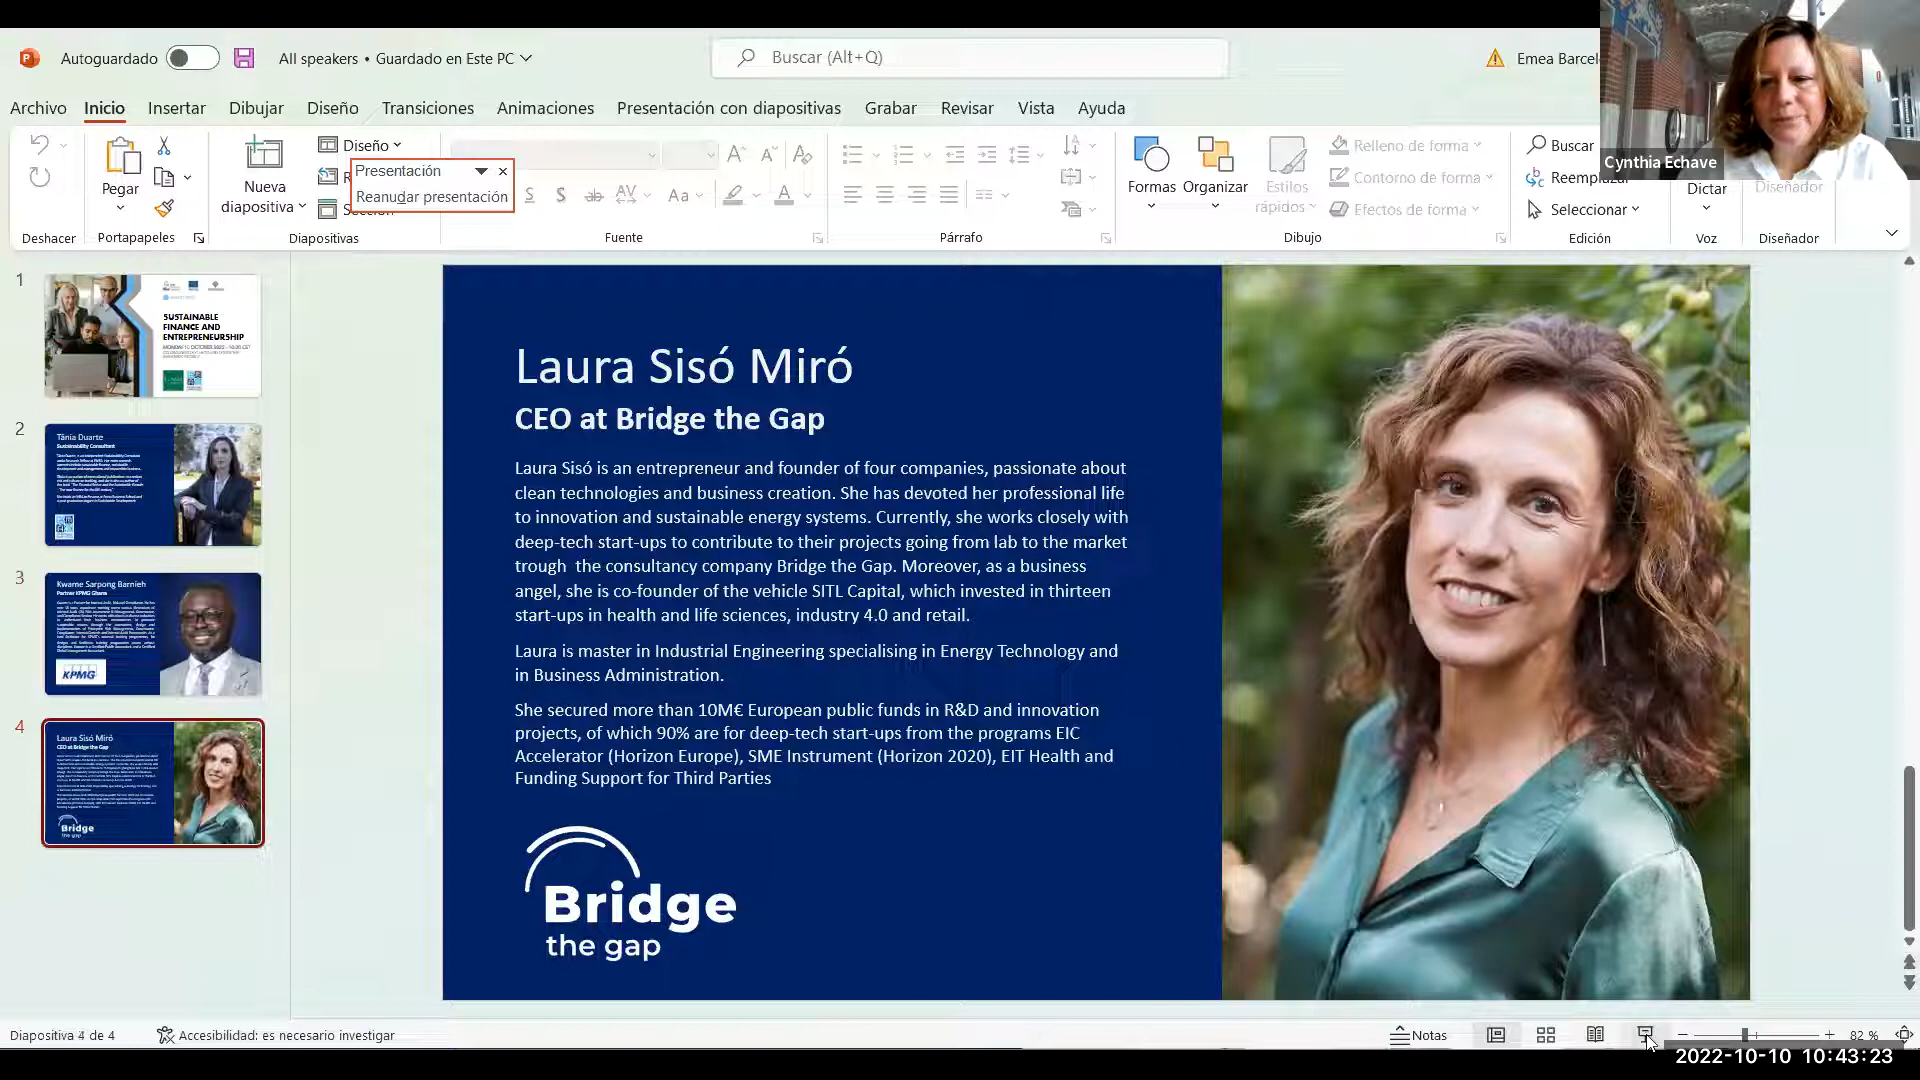 Autoguardado
All speakers • Guardado en Este PC
Buscar (Alt+Q)
Emea Barcel
Archivo Inicio Insertar Dibujar Diseño Transiciones Animaciones Presentación con diapositivas Grabar Revisar Vista Ayuda
Cynthia Echave
Pegar
Nueva
diapositiva
Diseño
Presentación
Reanudar presentación
Formas
Organizar
Estilos
rápidos
Relleno de forma
Contorno de forma
Efectos de forma
Buscar
Reemplazar
Seleccionar
Dictar
Diseñador
Deshacer
Portapapeles
Diapositivas
Fuente
Párrafo
Dibujo
Edición
Voz
Diseñador
1
SUSTAINABLE
FINANCE AND
ENTREPRENEURSHIP
2
Tânia Duarte
Sustainability Consultant
3
Kwame Sarpong Barnieh
Partner KPMG Ghana
KPMG
4
Laura Sisó Miró
CEO at Bridge the Gap
Bridge
the gap
Laura Sisó Miró
CEO at Bridge the Gap
Laura Sisó is an entrepreneur and founder of four companies, passionate about
clean technologies and business creation. She has devoted her professional life
to innovation and sustainable energy systems. Currently, she works closely with
deep-tech start-ups to contribute to their projects going from lab to the market
trough the consultancy company Bridge the Gap. Moreover, as a business
angel, she is co-founder of the vehicle SITL Capital, which invested in thirteen
start-ups in health and life sciences, industry 4.0 and retail.
Laura is master in Industrial Engineering specialising in Energy Technology and
in Business Administration.
She secured more than 10M€ European public funds in R&D and innovation
projects, of which 90% are for deep-tech start-ups from the programs EIC
Accelerator (Horizon Europe), SME Instrument (Horizon 2020), EIT Health and
Funding Support for Third Parties
Bridge
the gap
Diapositiva 4 de 4
Accesibilidad: es necesario investigar
Notas
82 %
2022-10-10 10:43:23